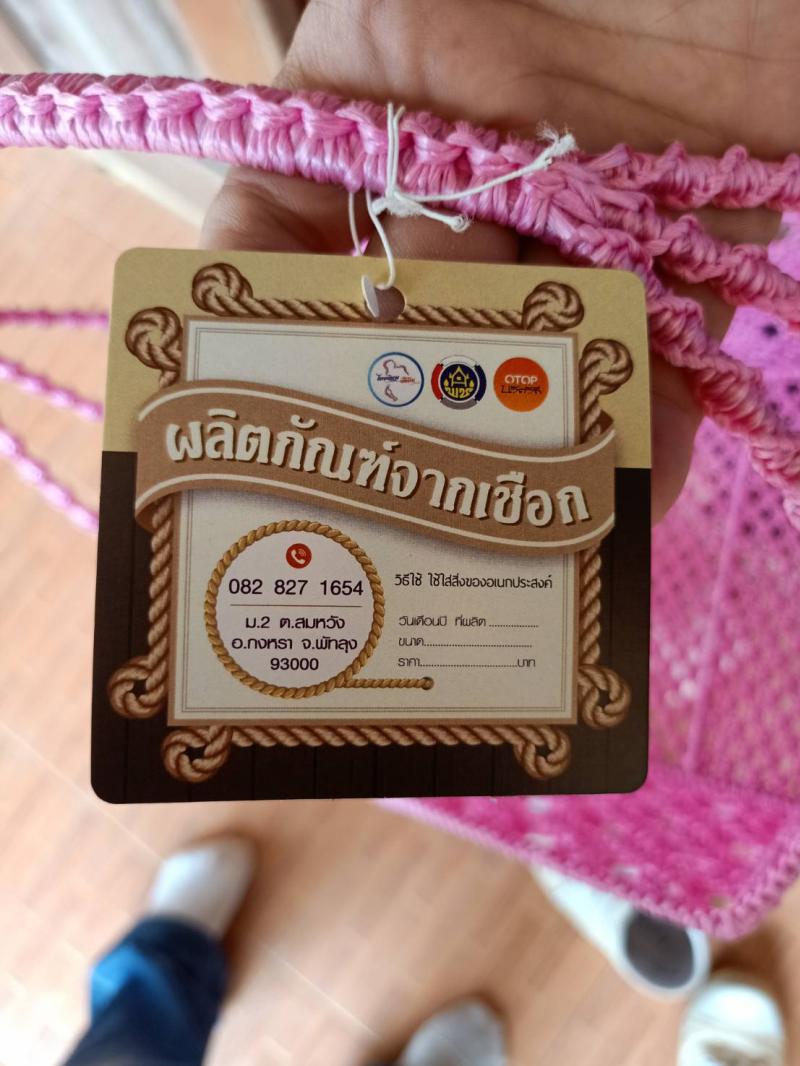 OTOP
พช
ผลิตภัณฑ์จากเชือก
082 827 1654
ม.2 ต.สมหวัง
อ.กงหรา จ.พัทลุง
93000
วิธีใช้ ใช้ใส่สิ่งของอเนกประสงค์
วันเดือนปี ที่ผลิต.................
ขนาด....................................
ราคา................................บาท